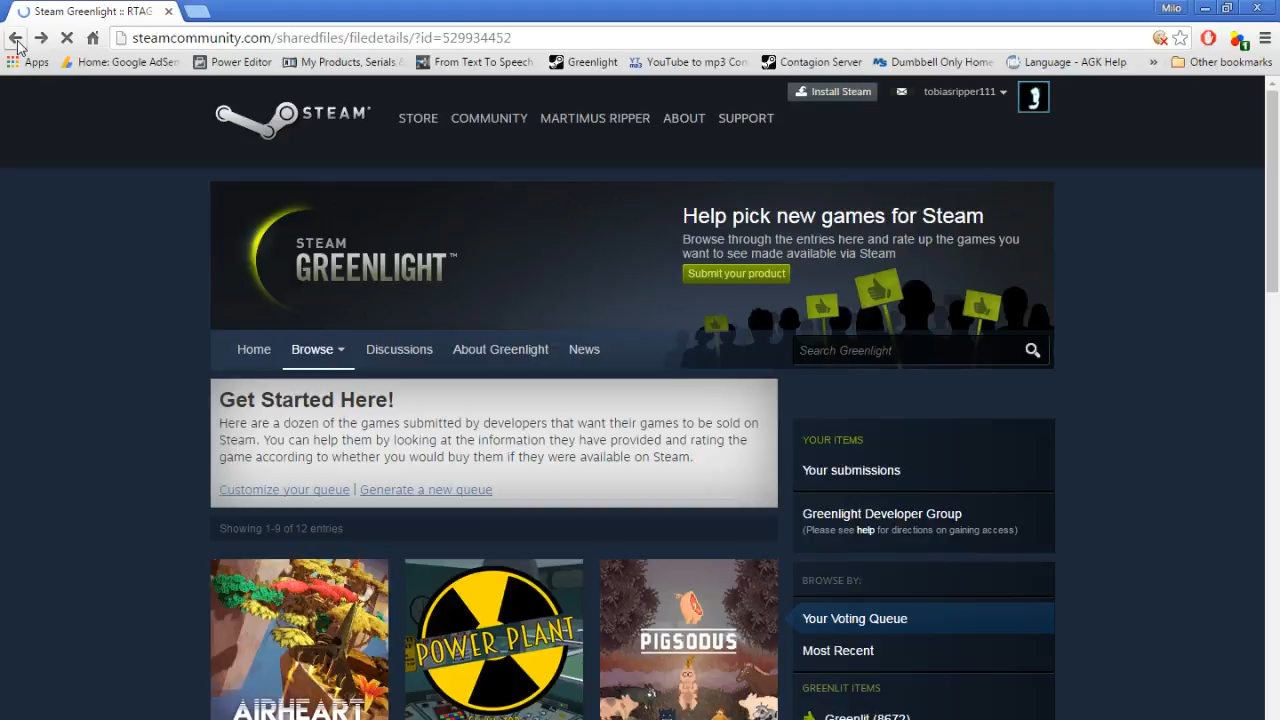 Steam Greenlight :: RTAG
Milo
steamcommunity.com/sharedfiles/filedetails/?id=529934452
Apps
Home: Google AdSen
Power Editor
My Products, Serials &
From Text To Speech
Greenlight
YouTube to mp3 Con
Contagion Server
Dumbbell Only Home
Language - AGK Help
»
Other bookmarks
Install Steam
tobiasripper111
STEAM
STORE
COMMUNITY
MARTIMUS RIPPER
ABOUT
SUPPORT
STEAM
GREENLIGHT™
Help pick new games for Steam
Browse through the entries here and rate up the games you
want to see made available via Steam
Submit your product
Home
Browse
Discussions
About Greenlight
News
Search Greenlight
Get Started Here!
Here are a dozen of the games submitted by developers that want their games to be sold on
Steam. You can help them by looking at the information they have provided and rating the
game according to whether you would buy them if they were available on Steam.
Customize your queue | Generate a new queue
Showing 1-9 of 12 entries
AIRHEART
POWER PLANT
PIGSODUS
YOUR ITEMS
Your submissions
Greenlight Developer Group
(Please see help for directions on gaining access)
BROWSE BY:
Your Voting Queue
Most Recent
GREENLIT ITEMS
Greenlit (8672)